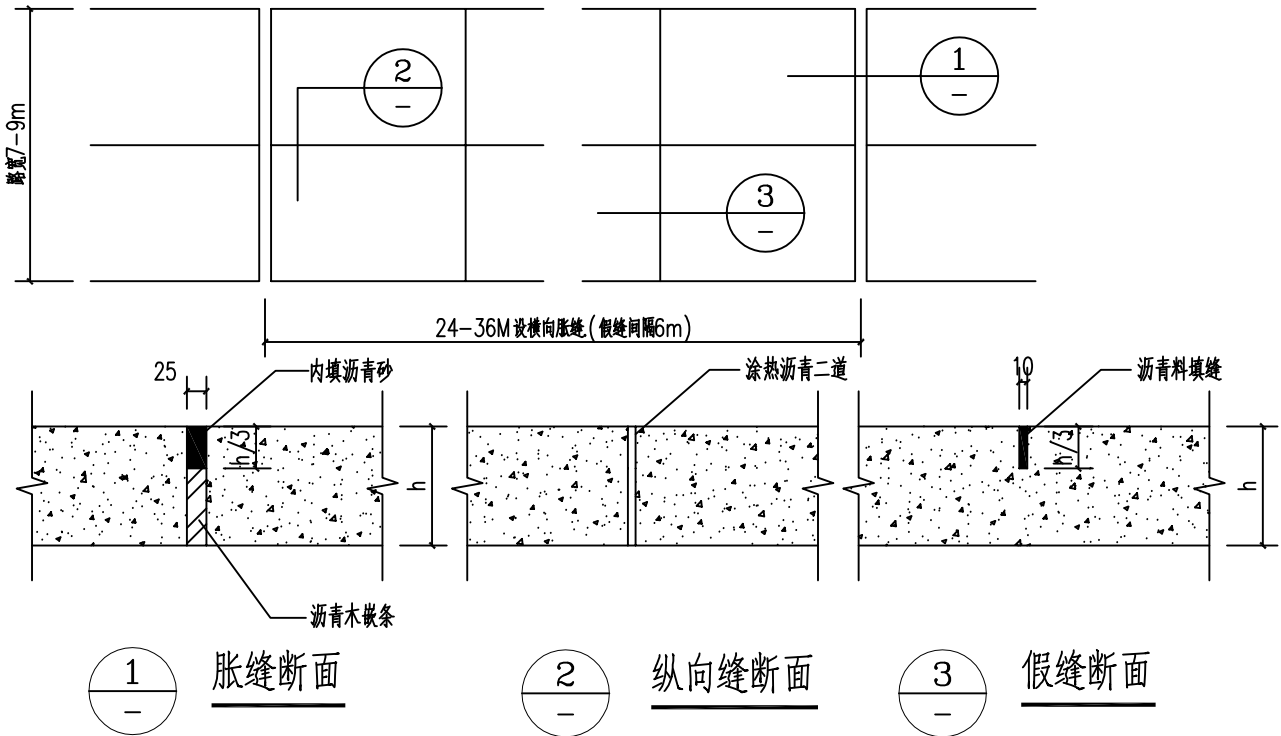 2
-
1
-
路宽7-9m
3
-
24-36M设横向胀缝(假缝间隔6m)
25
内填沥青砂
h/3
h
沥青木嵌条
涂热沥青二道
10
沥青料填缝
h/3
h
1
-
胀缝断面
2
-
纵向缝断面
3
-
假缝断面